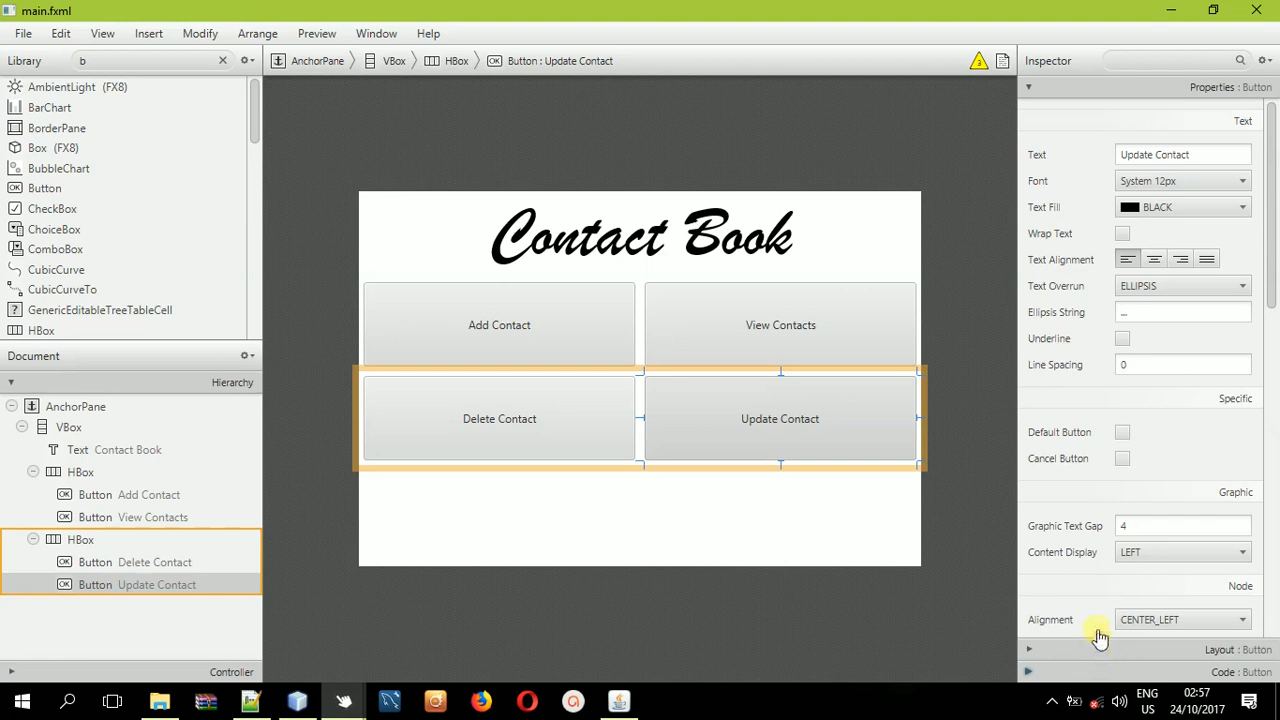 main.fxml
File Edit View Insert Modify Arrange Preview Window Help
Library b
AnchorPane VBox HBox Button : Update Contact
3
Inspector
AmbientLight (FX8)
BarChart
BorderPane
Box (FX8)
BubbleChart
Button
CheckBox
ChoiceBox
ComboBox
CubicCurve
CubicCurveTo
GenericEditableTreeTableCell
HBox
Document
Hierarchy
AnchorPane
VBox
Text Contact Book
HBox
Button Add Contact
Button View Contacts
HBox
Button Delete Contact
Button Update Contact
Controller
Contact Book
Add Contact View Contacts
Delete Contact Update Contact
Properties : Button
Text
Text Update Contact
Font System 12px
Text Fill BLACK
Wrap Text
Text Alignment
Text Overrun ELLIPSIS
Ellipsis String ...
Underline
Line Spacing 0
Specific
Default Button
Cancel Button
Graphic
Graphic Text Gap 4
Content Display LEFT
Node
Alignment CENTER_LEFT
Layout : Button
Code : Button
ENG 02:57
US 24/10/2017